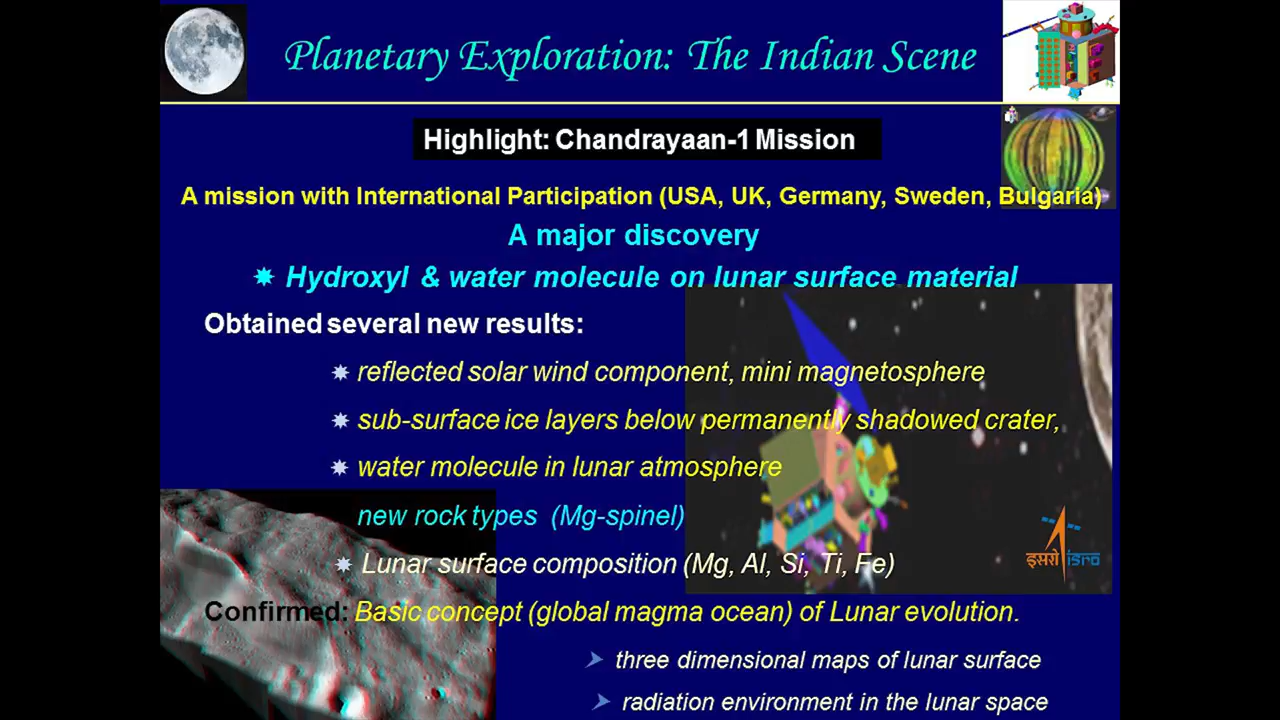 Planetary Exploration: The Indian Scene
Highlight: Chandrayaan-1 Mission
A mission with International Participation (USA, UK, Germany, Sweden, Bulgaria)
A major discovery
Hydroxyl & water molecule on lunar surface material
Obtained several new results:
reflected solar wind component, mini magnetosphere
sub-surface ice layers below permanently shadowed crater,
water molecule in lunar atmosphere
new rock types (Mg-spinel)
इसरो isro
Lunar surface composition (Mg, Al, Si, Ti, Fe)
Confirmed: Basic concept (global magma ocean) of Lunar evolution.
three dimensional maps of lunar surface
radiation environment in the lunar space